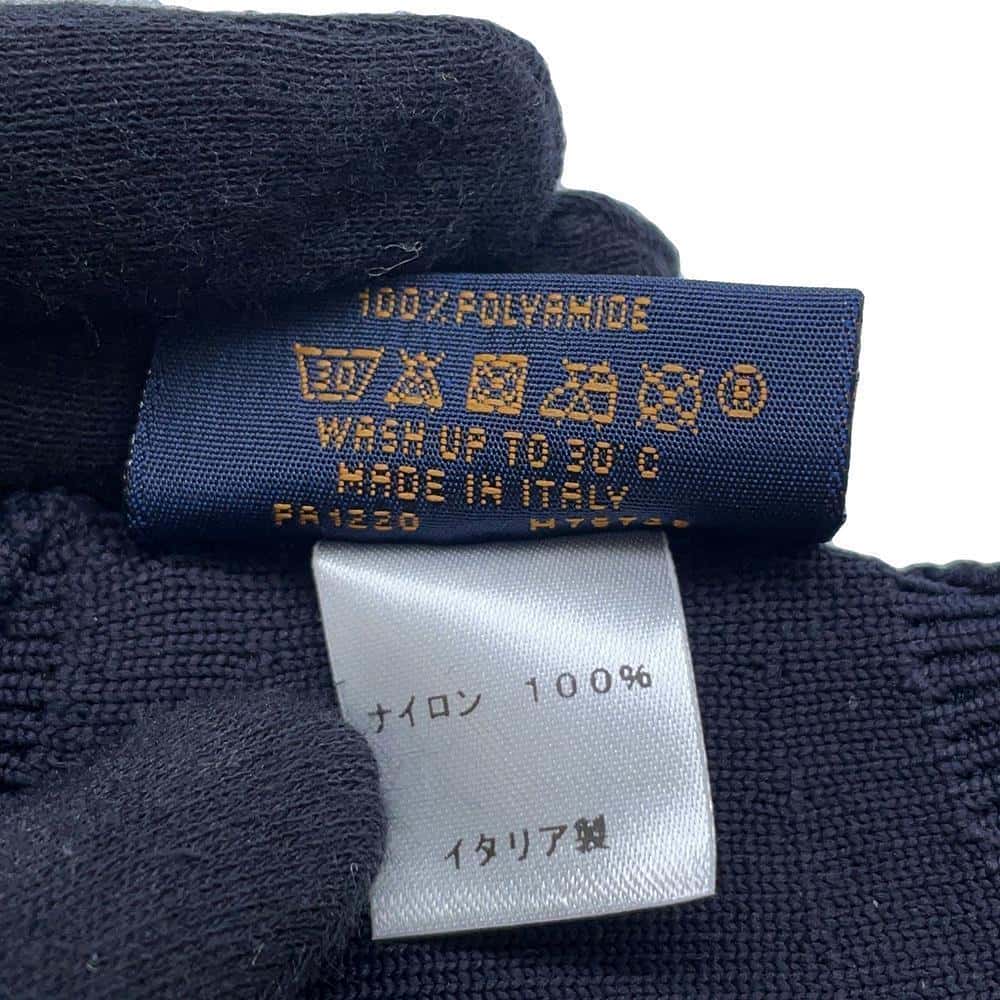 100% POLYAMIDE
30
WASH UP TO 30°C
MADE IN ITALY
FA1220
ナイロン 100%
イタリア製